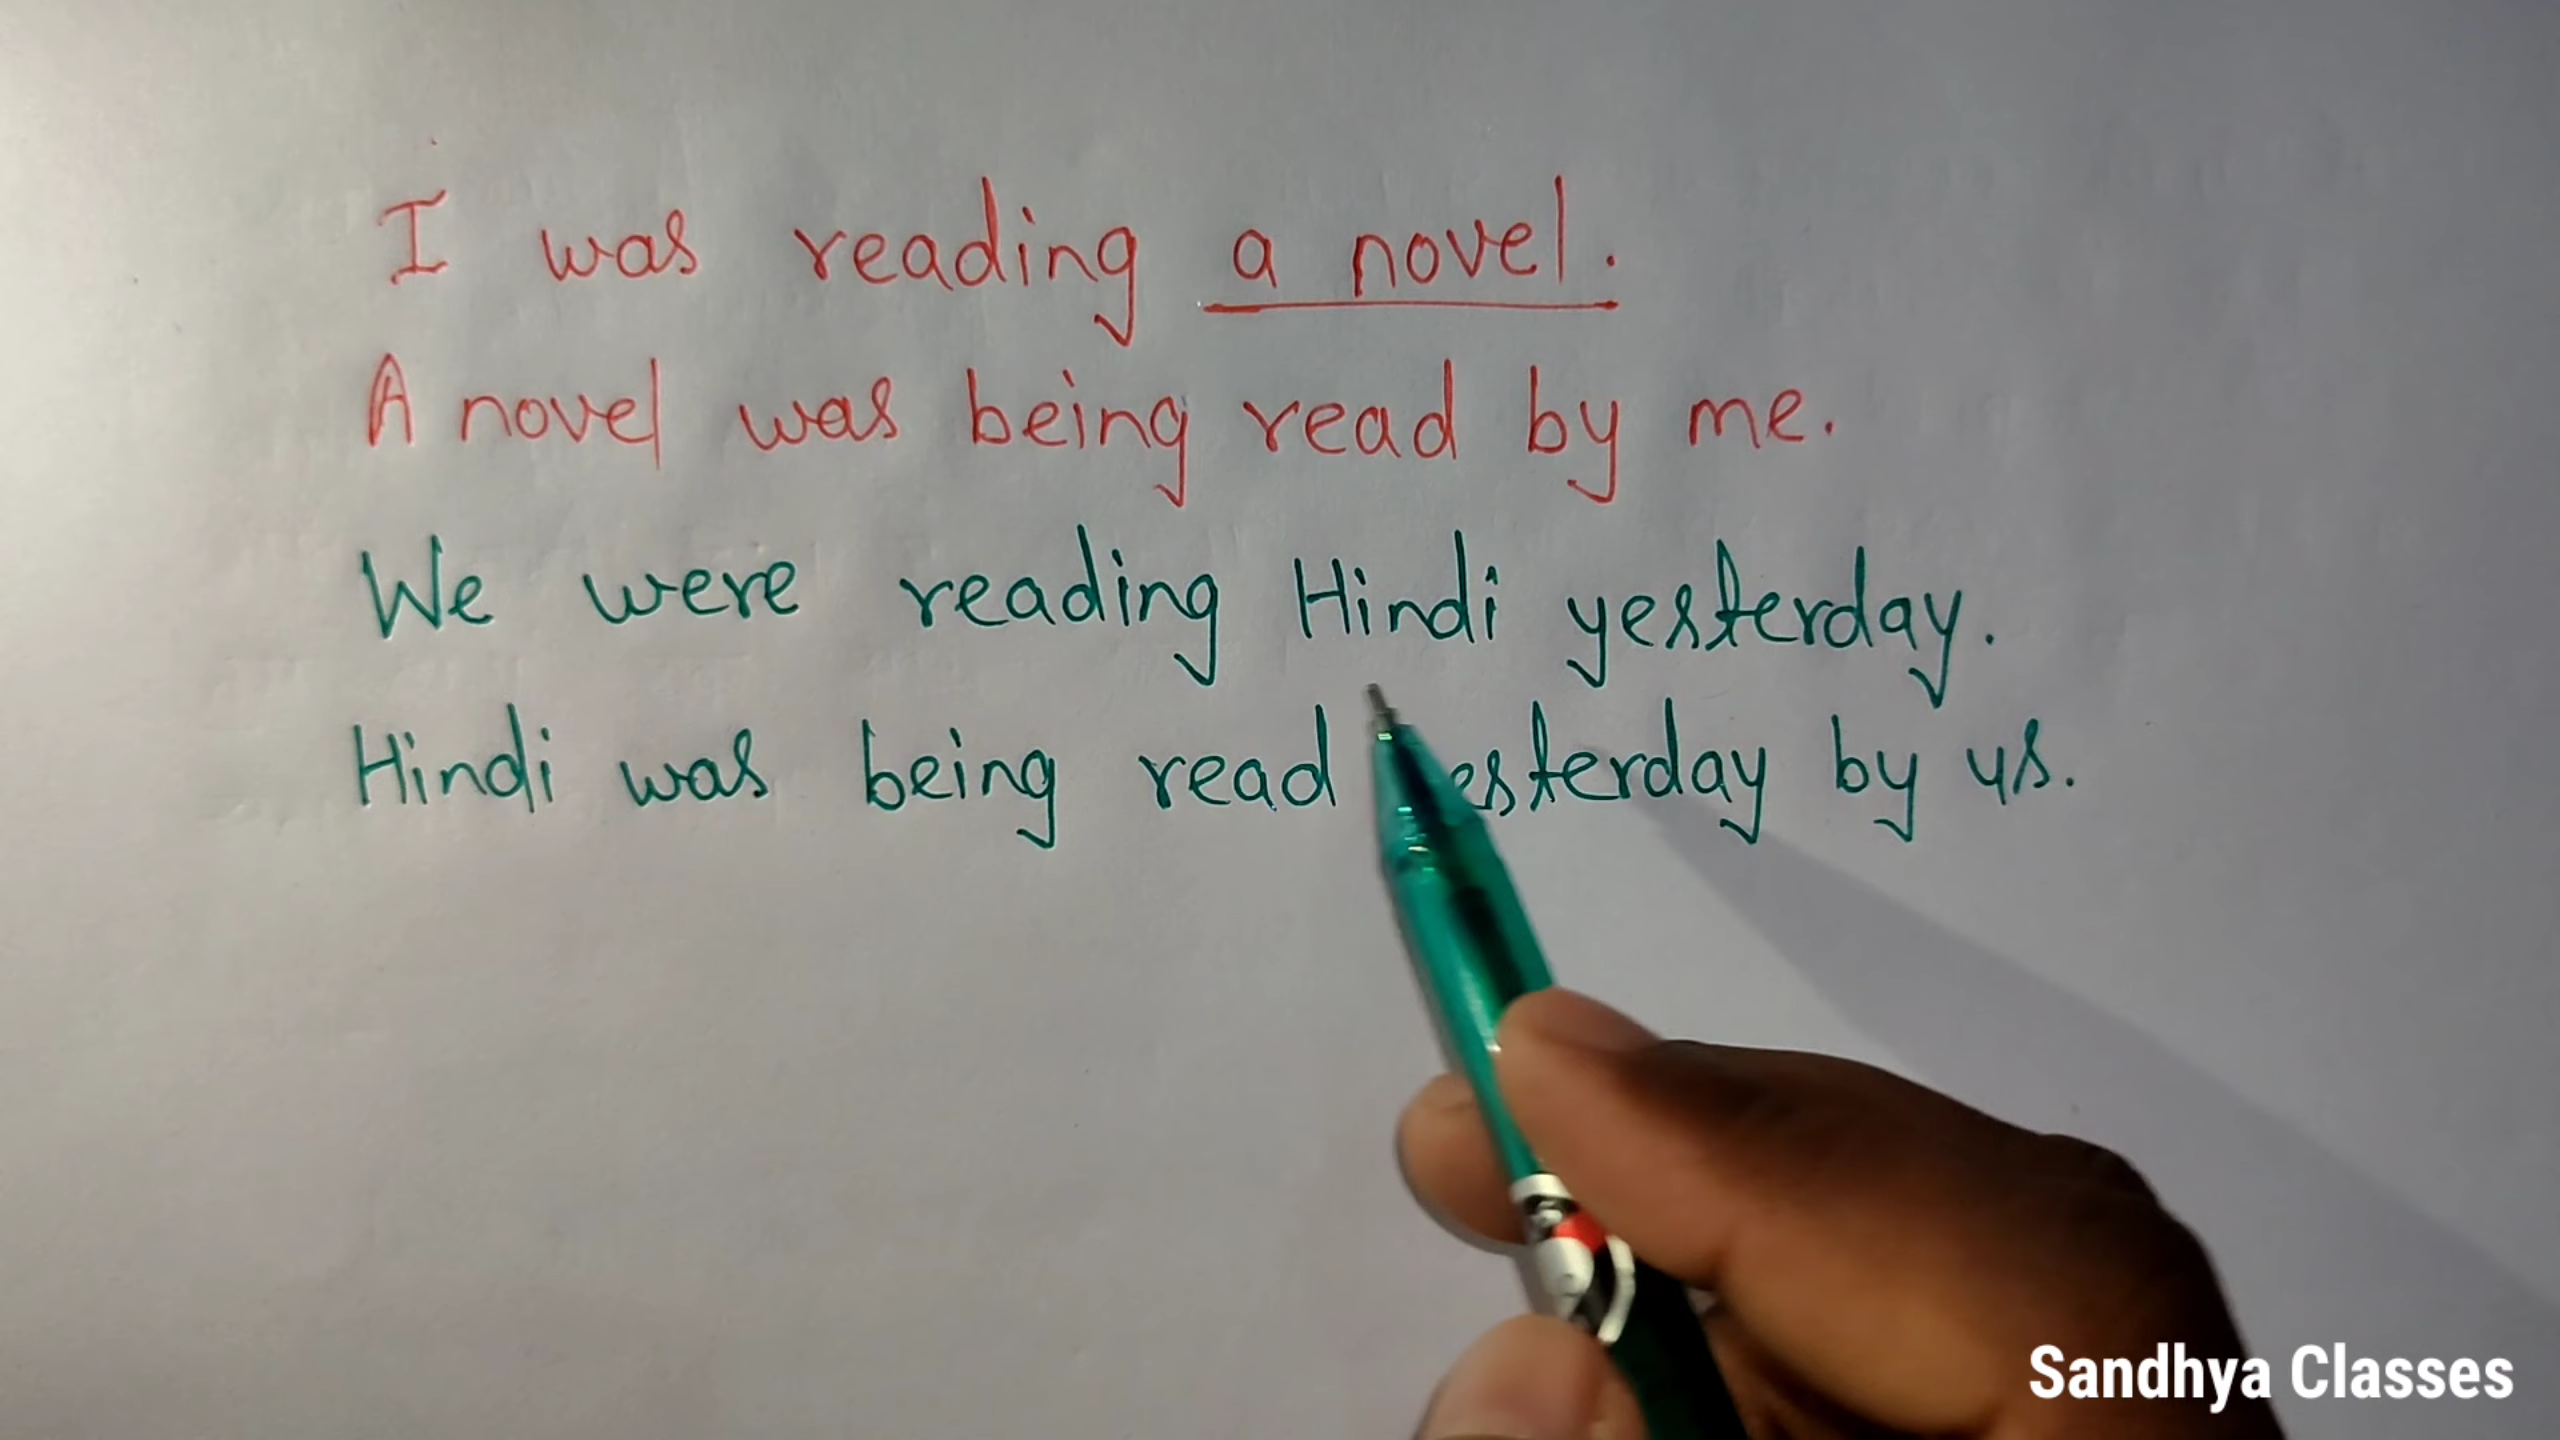 I was reading a novel.
A novel was being read by me.
We were reading Hindi yesterday.
Hindi was being read yesterday by us.
Sandhya Classes